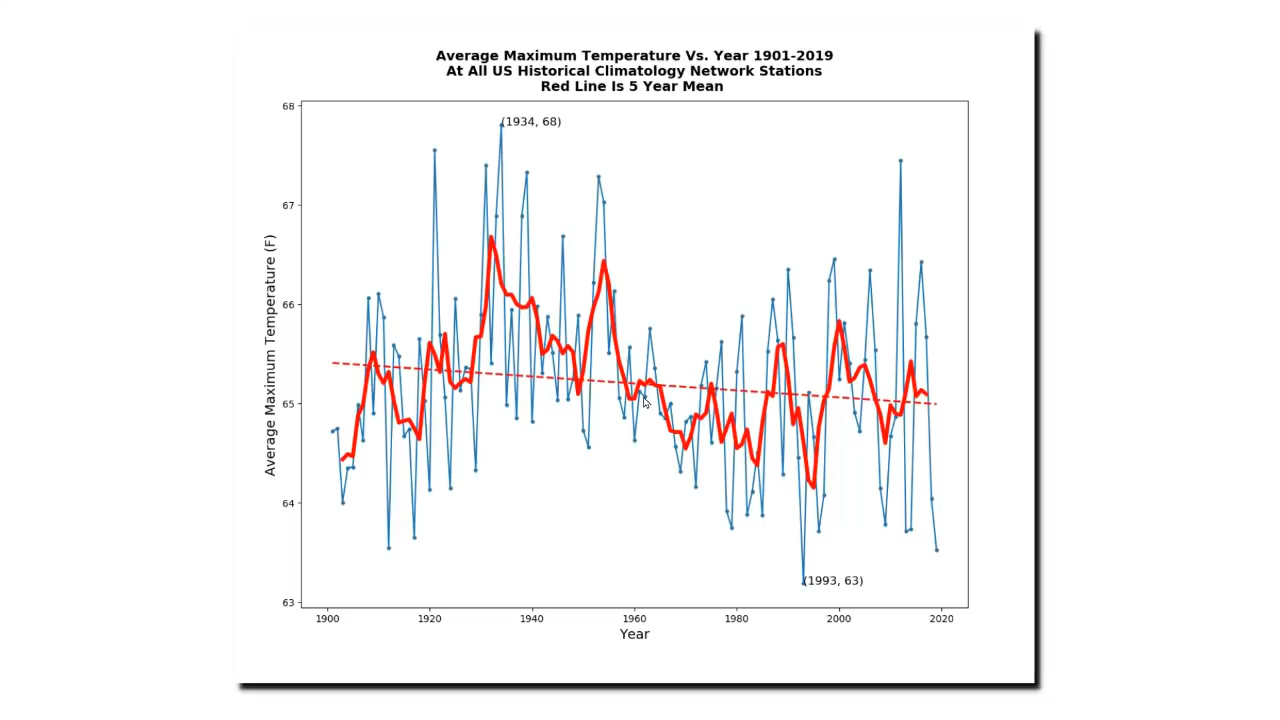 Average Maximum Temperature Vs. Year 1901-2019
At All US Historical Climatology Network Stations
Red Line Is 5 Year Mean
68
(1934, 68)
67
66
65
64
63
Average Maximum Temperature (F)
(1993, 63)
1900 1920 1940 1960 1980 2000 2020
Year